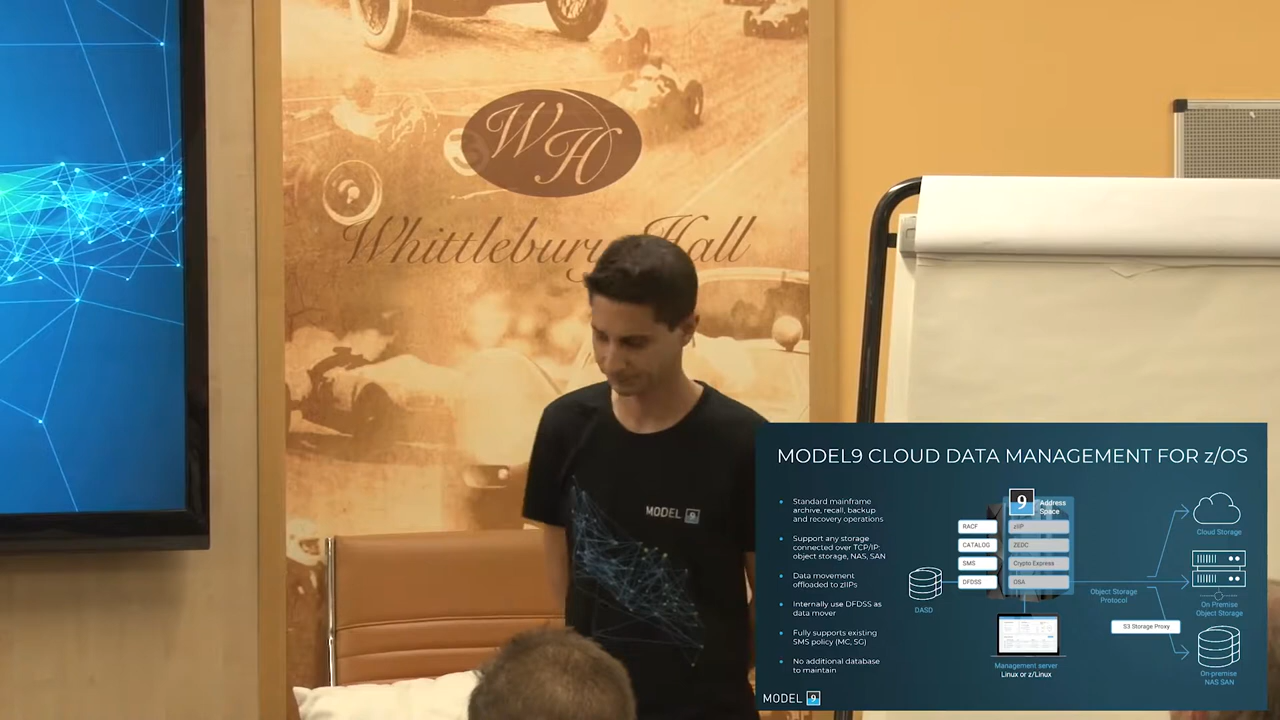 WH
Whittlebury Hall
MODEL 9
MODEL9 CLOUD DATA MANAGEMENT FOR z/OS
Standard mainframe
archive, recall, backup
and recovery operations
Support any storage
connected over TCP/IP:
object storage, NAS, SAN
Data movement
offloaded to zIIPs
Internally use DFDSS as
data mover
Fully supports existing
SMS policy (MC, SG)
No additional database
to maintain
9 Address
Space
RACF
zIIP
CATALOG
ZEDC
SMS
Crypto Express
DFDSS
OSA
DASD
Object Storage
Protocol
S3 Storage Proxy
Management server
Linux or z/Linux
Cloud Storage
On Premise
Object Storage
On-premise
NAS SAN
MODEL 9